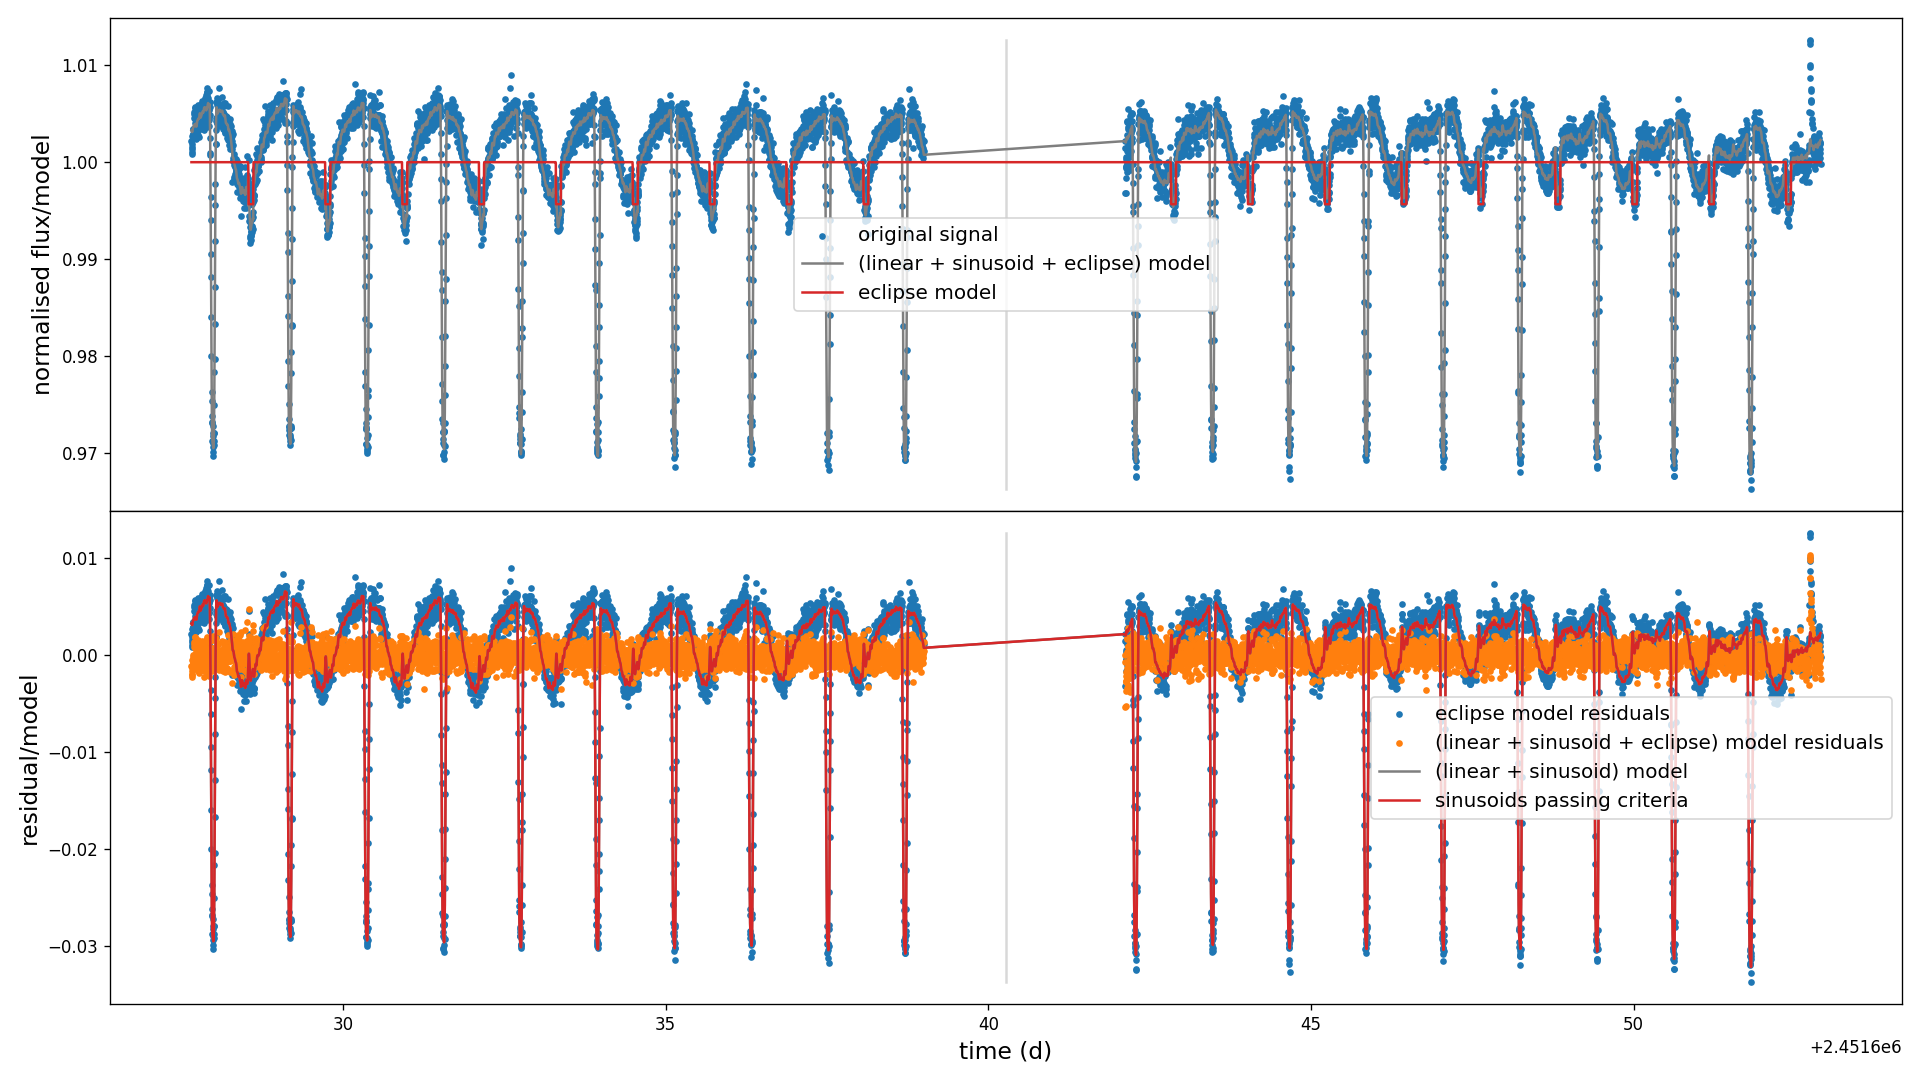 normalised flux/model
1.01
1.00
0.99
0.98
0.97
original signal
(linear + sinusoid + eclipse) model
eclipse model
residual/model
0.01
0.00
−0.01
−0.02
−0.03
eclipse model residuals
(linear + sinusoid + eclipse) model residuals
(linear + sinusoid) model
sinusoids passing criteria
30
35
40
45
50
time (d)
+2.4516e6